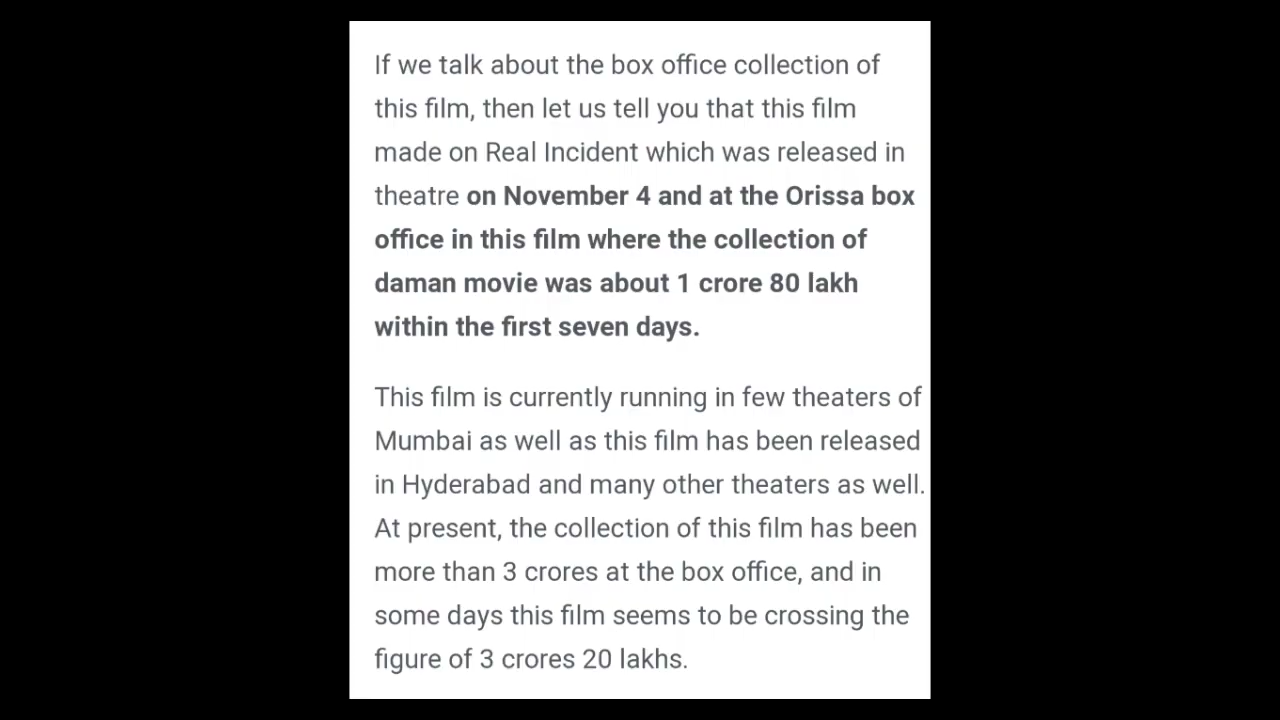 If we talk about the box office collection of
this film, then let us tell you that this film
made on Real Incident which was released in
theatre on November 4 and at the Orissa box
office in this film where the collection of
daman movie was about 1 crore 80 lakh
within the first seven days.
This film is currently running in few theaters of
Mumbai as well as this film has been released
in Hyderabad and many other theaters as well.
At present, the collection of this film has been
more than 3 crores at the box office, and in
some days this film seems to be crossing the
figure of 3 crores 20 lakhs.